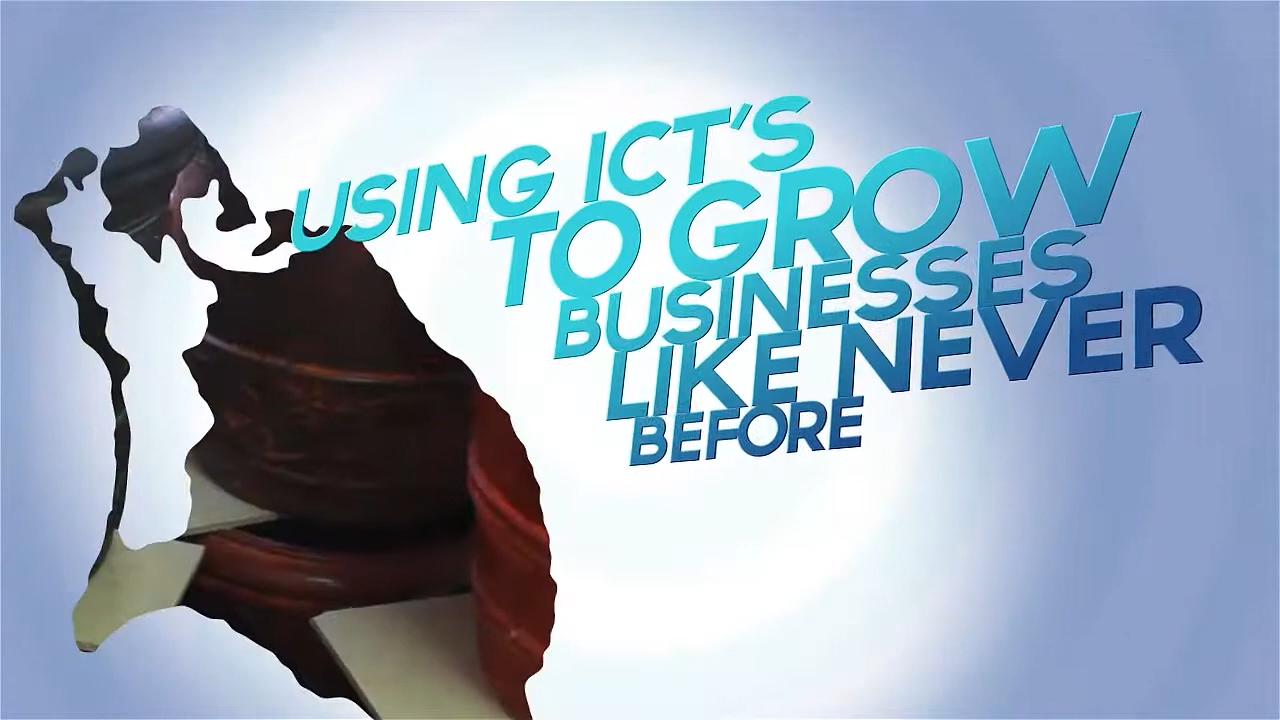 USING ICT'S
TO GROW
BUSINESSES
LIKE NEVER
BEFORE